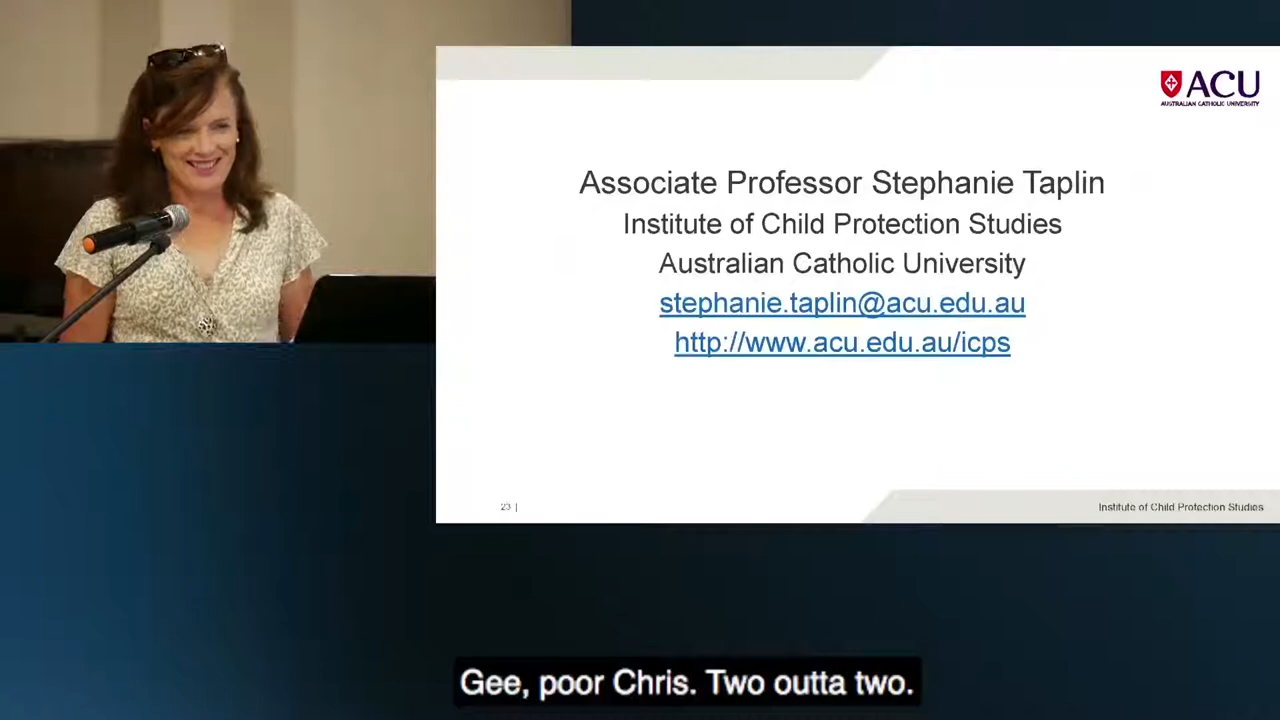 ACU
AUSTRALIAN CATHOLIC UNIVERSITY
Associate Professor Stephanie Taplin
Institute of Child Protection Studies
Australian Catholic University
stephanie.taplin@acu.edu.au
http://www.acu.edu.au/icps
23 |
Institute of Child Protection Studies
Gee, poor Chris. Two outta two.